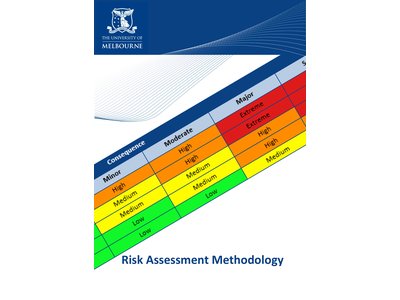 THE UNIVERSITY OF
MELBOURNE
Consequence
Minor Moderate Major S
High High Extreme
Medium High Extreme
Medium Medium High
Low Medium High
Low Low Medium
Risk Assessment Methodology